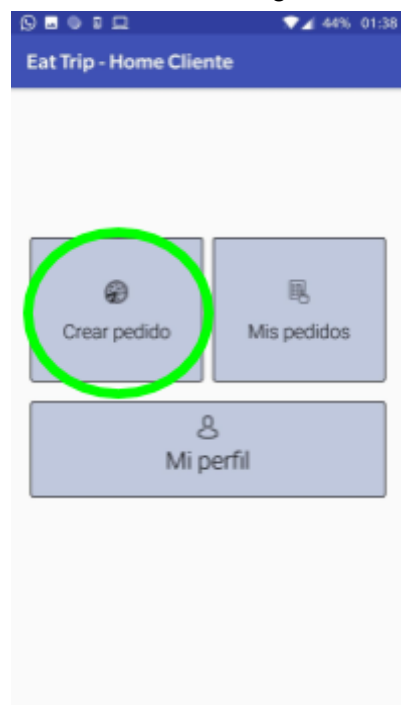 44% 01:38
Eat Trip - Home Cliente
Crear pedido
Mis pedidos
Mi perfil